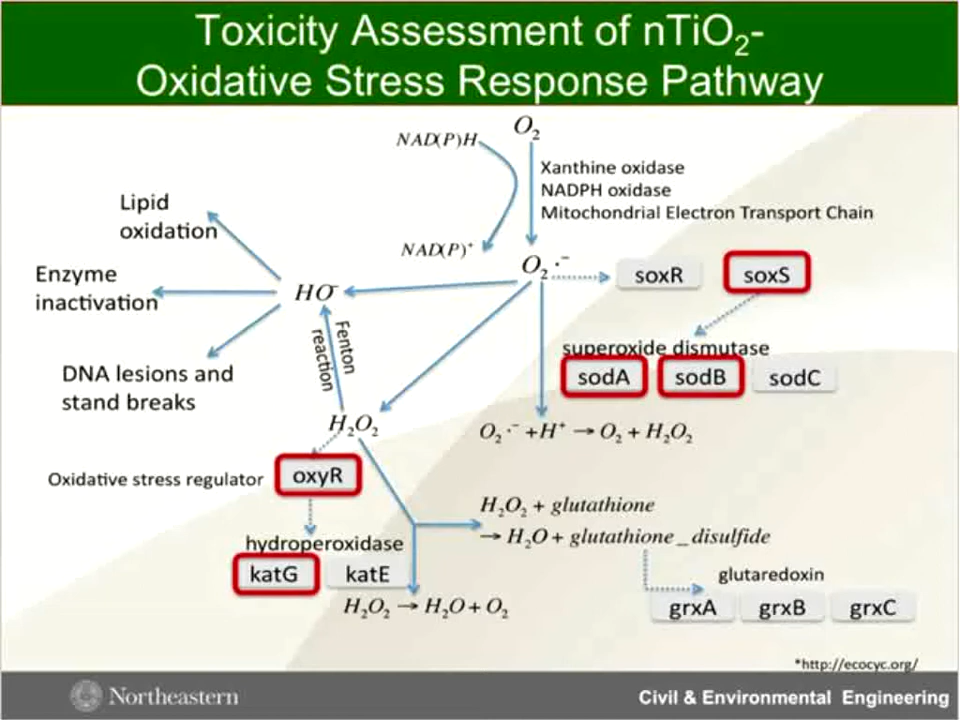 Toxicity Assessment of nTiO₂-
Oxidative Stress Response Pathway
O₂
NAD(P)H
Xanthine oxidase
NADPH oxidase
Mitochondrial Electron Transport Chain
NAD(P)⁺
O₂·⁻
soxR
soxS
Lipid
oxidation
Enzyme
inactivation
HO⁻
DNA lesions and
stand breaks
Fenton
reaction
superoxide dismutase
sodA
sodB
sodC
H₂O₂
O₂·⁻ +H⁺ → O₂ + H₂O₂
Oxidative stress regulator
oxyR
H₂O₂ + glutathione
→ H₂O + glutathione_disulfide
hydroperoxidase
katG
katE
H₂O₂ → H₂O + O₂
glutaredoxin
grxA
grxB
grxC
*http://ecocyc.org/
Northeastern
Civil & Environmental Engineering